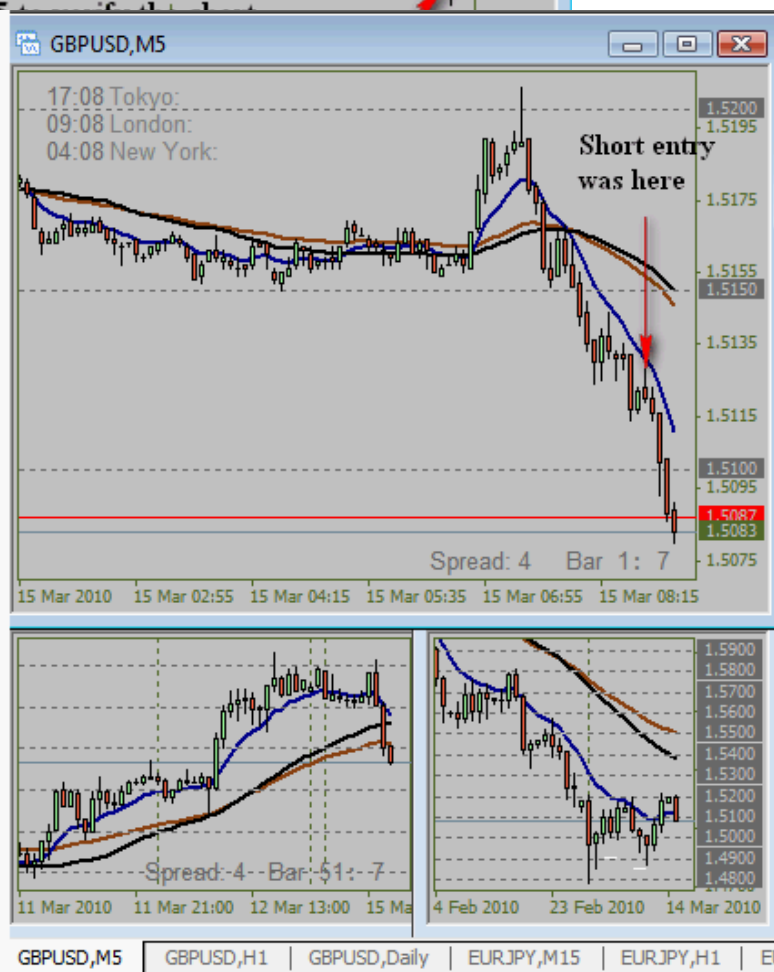 GBPUSD,M5
17:08 Tokyo:
09:08 London:
04:08 New York:
Short entry
was here
1.5200
1.5195
1.5175
1.5155
1.5150
1.5135
1.5115
1.5100
1.5095
1.5087
1.5083
1.5075
Spread: 4 Bar 1: 7
15 Mar 2010 15 Mar 02:55 15 Mar 04:15 15 Mar 05:35 15 Mar 06:55 15 Mar 08:15
Spread: 4 Bar 51: 7
11 Mar 2010 11 Mar 21:00 12 Mar 13:00 15 Ma
1.5900
1.5800
1.5700
1.5600
1.5500
1.5400
1.5300
1.5200
1.5100
1.5000
1.4900
1.4800
4 Feb 2010 23 Feb 2010 14 Mar 2010
GBPUSD,M5 GBPUSD,H1 GBPUSD,Daily EURJPY,M15 EURJPY,H1